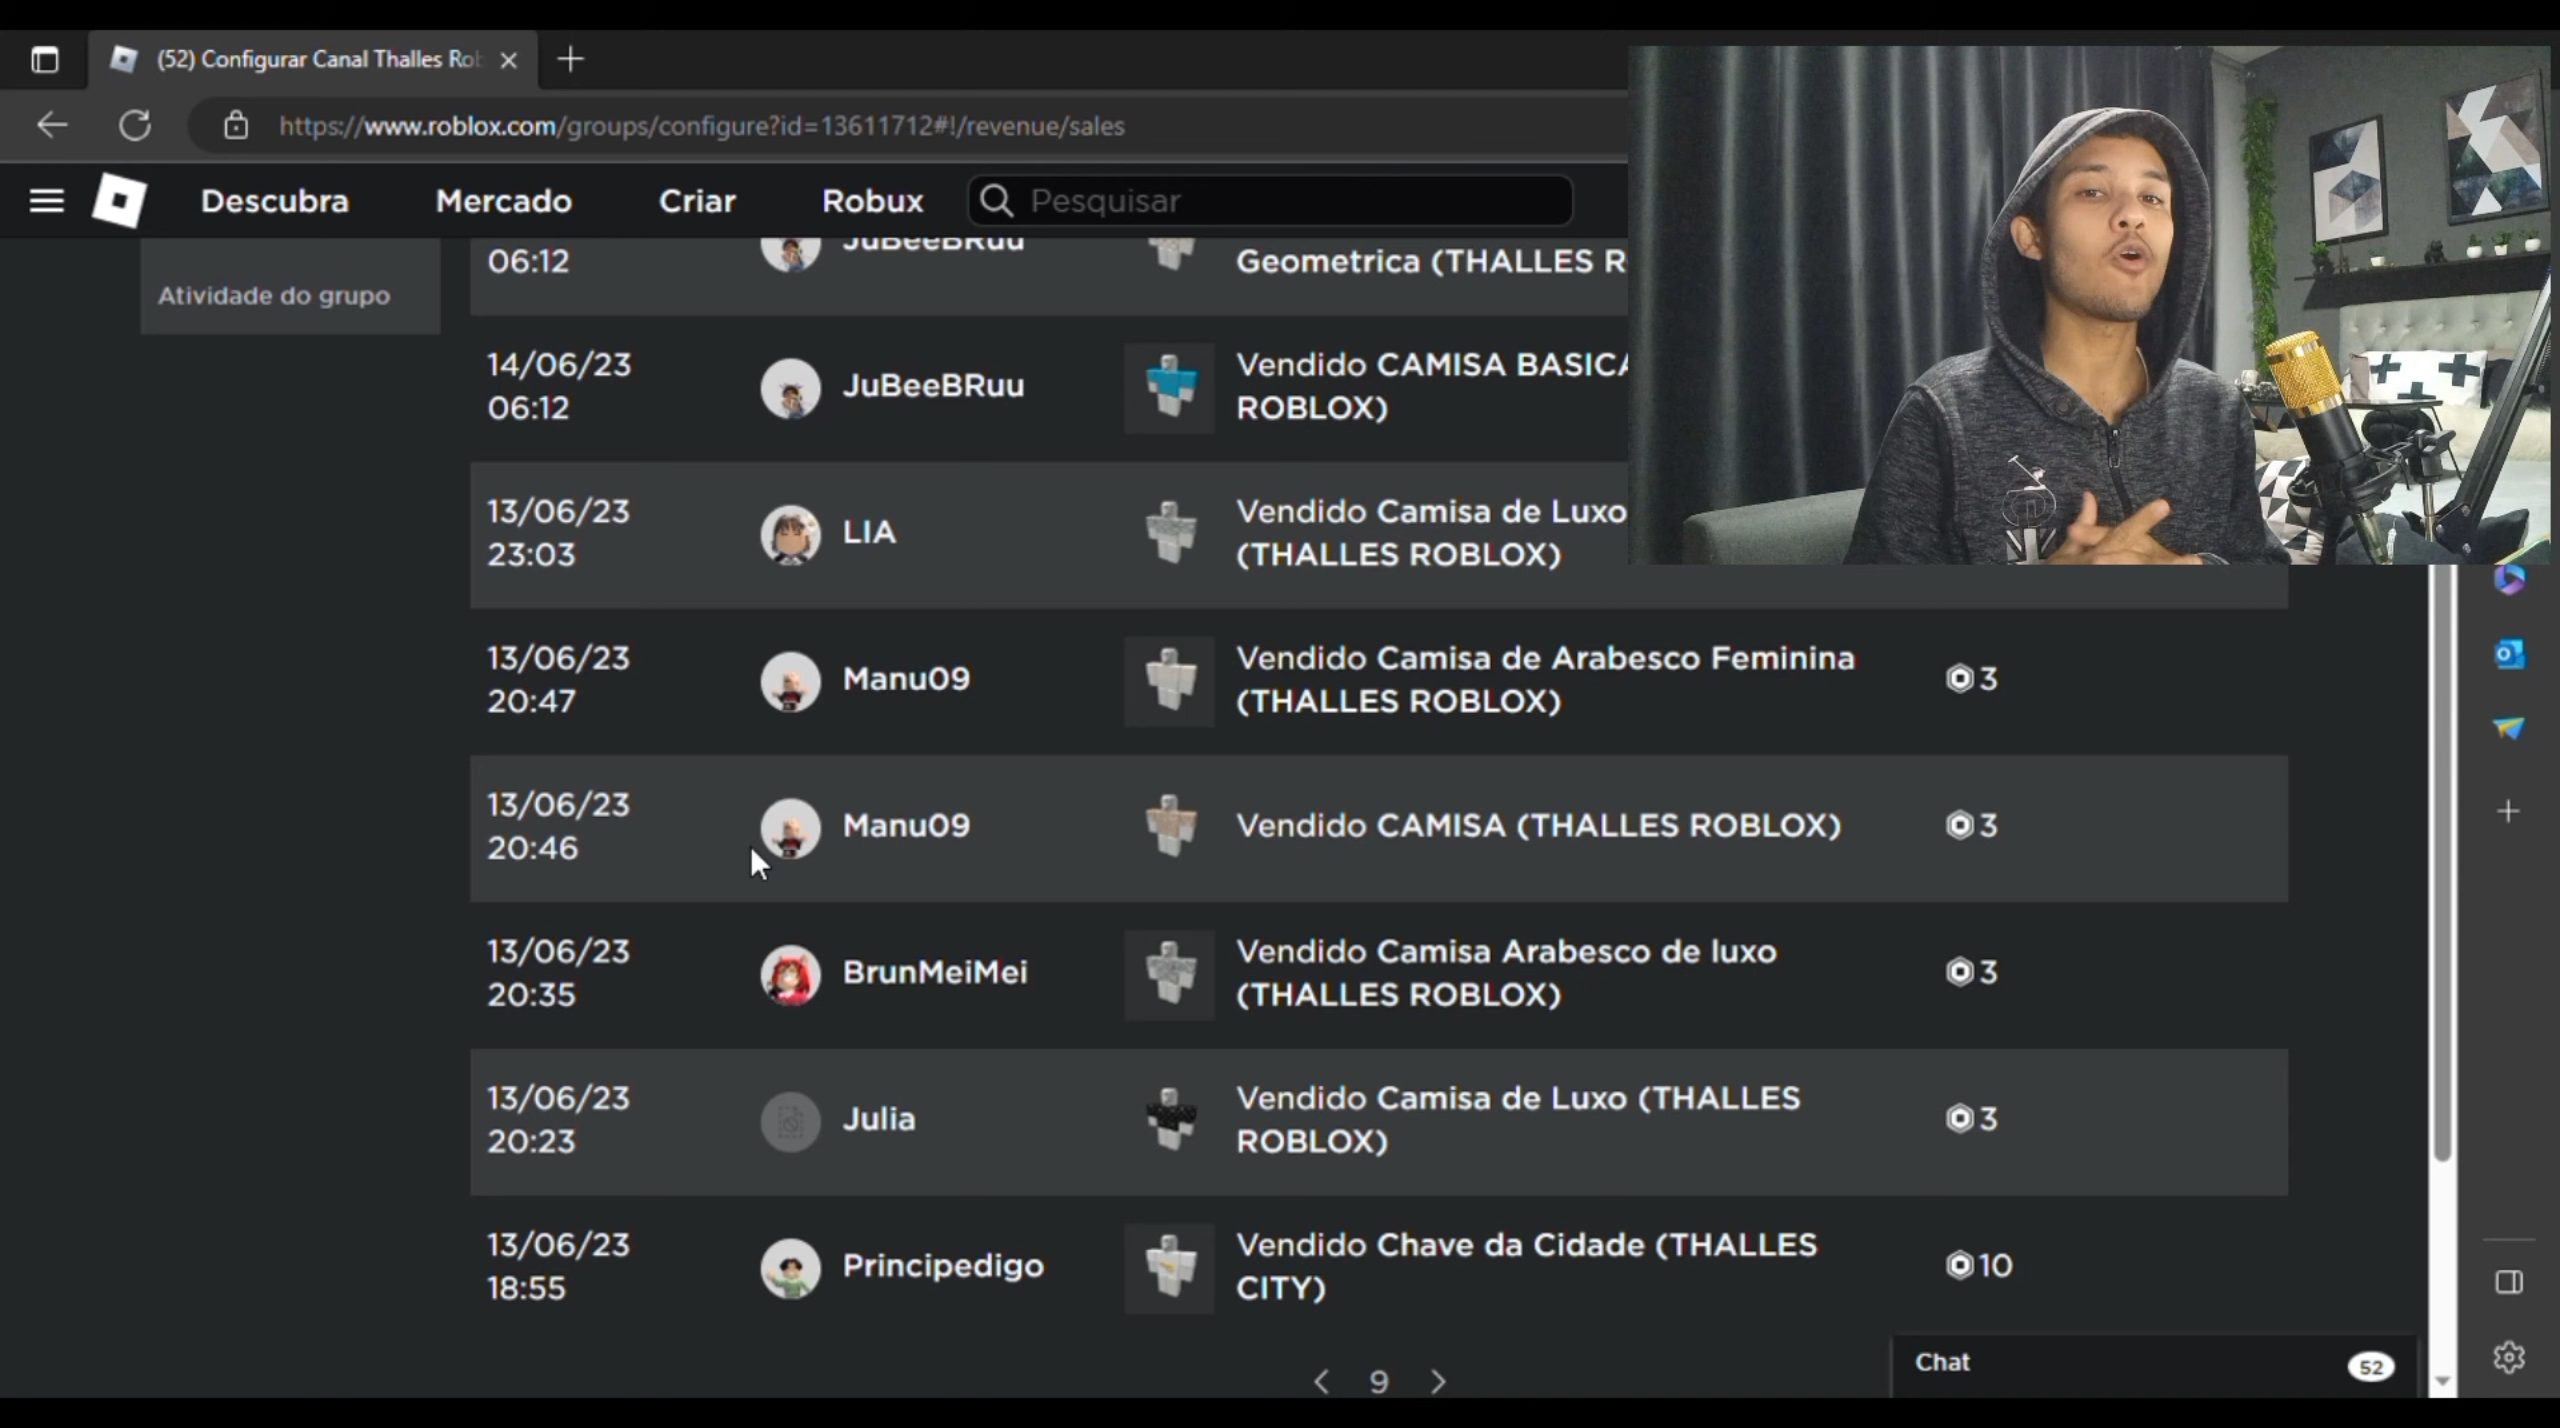 (52) Configurar Canal Thalles Rob
https://www.roblox.com/groups/configure?id=13611712#!/revenue/sales
Descubra Mercado Criar Robux Pesquisar
Atividade do grupo
06:12 JuBeeBRuu Geometrica (THALLES R
14/06/23
06:12
JuBeeBRuu
Vendido CAMISA BASICA
ROBLOX)
13/06/23
23:03
LIA
Vendido Camisa de Luxo
(THALLES ROBLOX)
13/06/23
20:47
Manu09
Vendido Camisa de Arabesco Feminina
(THALLES ROBLOX)
3
13/06/23
20:46
Manu09
Vendido CAMISA (THALLES ROBLOX)
3
13/06/23
20:35
BrunMeiMei
Vendido Camisa Arabesco de luxo
(THALLES ROBLOX)
3
13/06/23
20:23
Julia
Vendido Camisa de Luxo (THALLES
ROBLOX)
3
13/06/23
18:55
Principedigo
Vendido Chave da Cidade (THALLES
CITY)
10
9
Chat 52